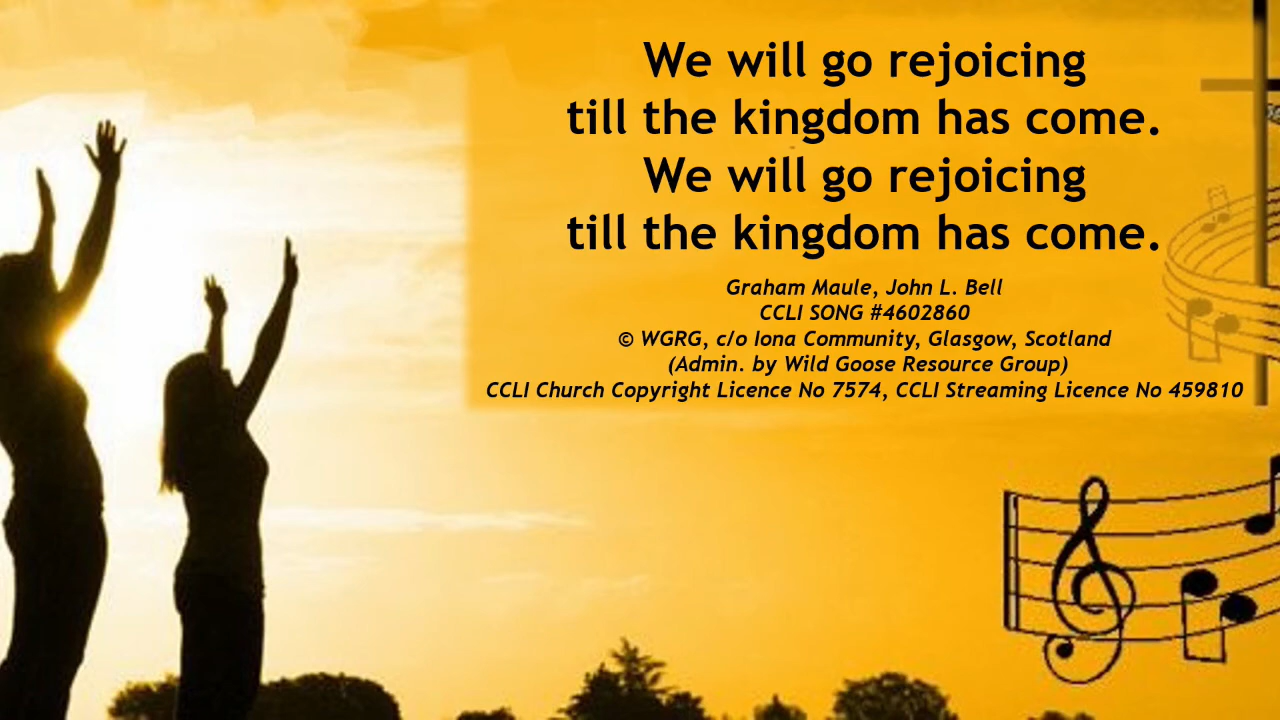 We will go rejoicing
till the kingdom has come.
We will go rejoicing
till the kingdom has come.
Graham Maule, John L. Bell
CCLI SONG #4602860
© WGRG, c/o Iona Community, Glasgow, Scotland
(Admin. by Wild Goose Resource Group)
CCLI Church Copyright Licence No 7574, CCLI Streaming Licence No 459810